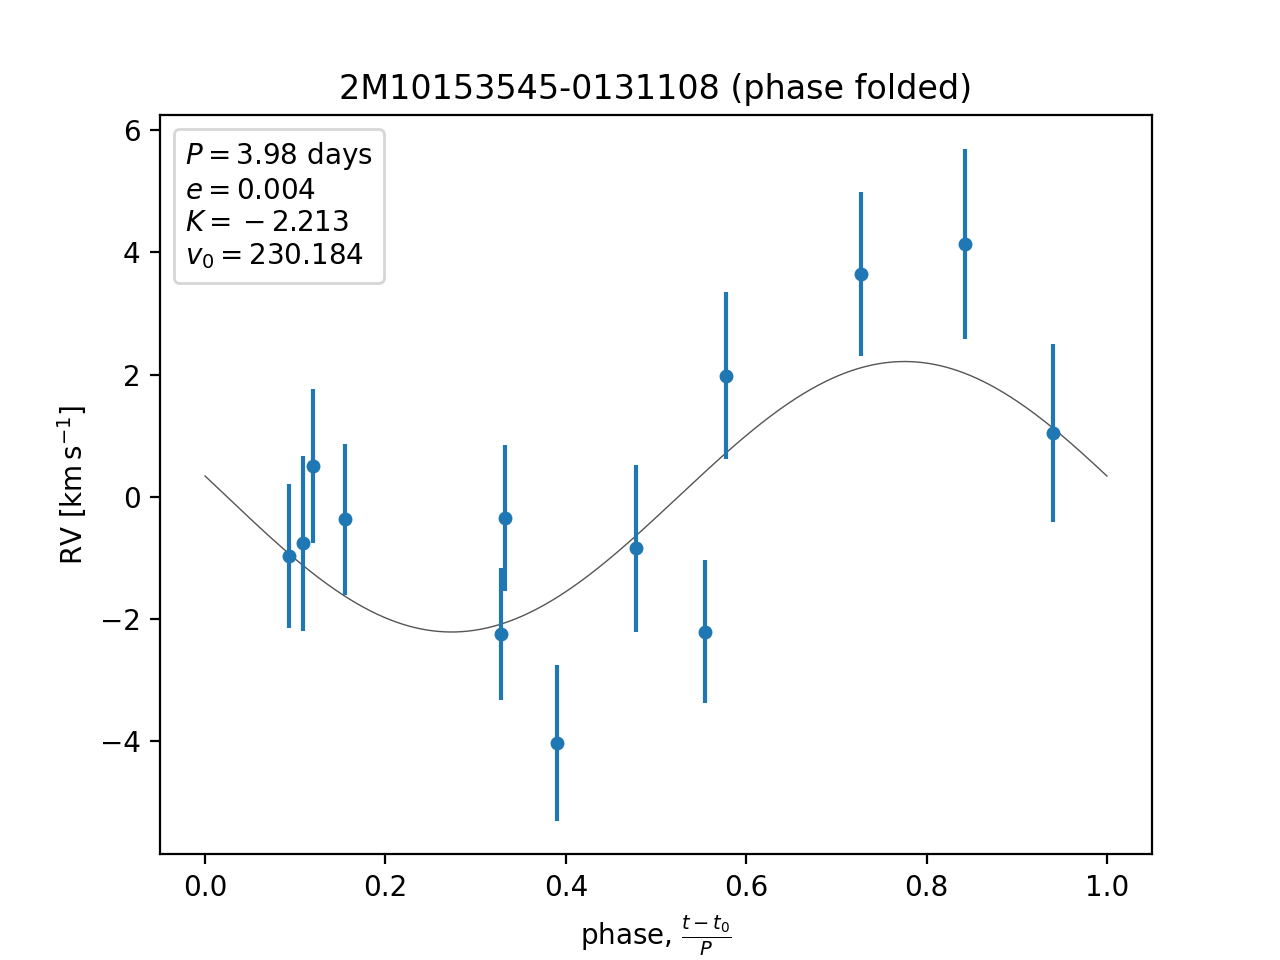 2M10153545-0131108 (phase folded)
P = 3.98 days
e = 0.004
K = −2.213
v₀ = 230.184
6
4
2
0
−2
−4
RV [km s⁻¹]
0.0 0.2 0.4 0.6 0.8 1.0
phase, (t − t₀)/P